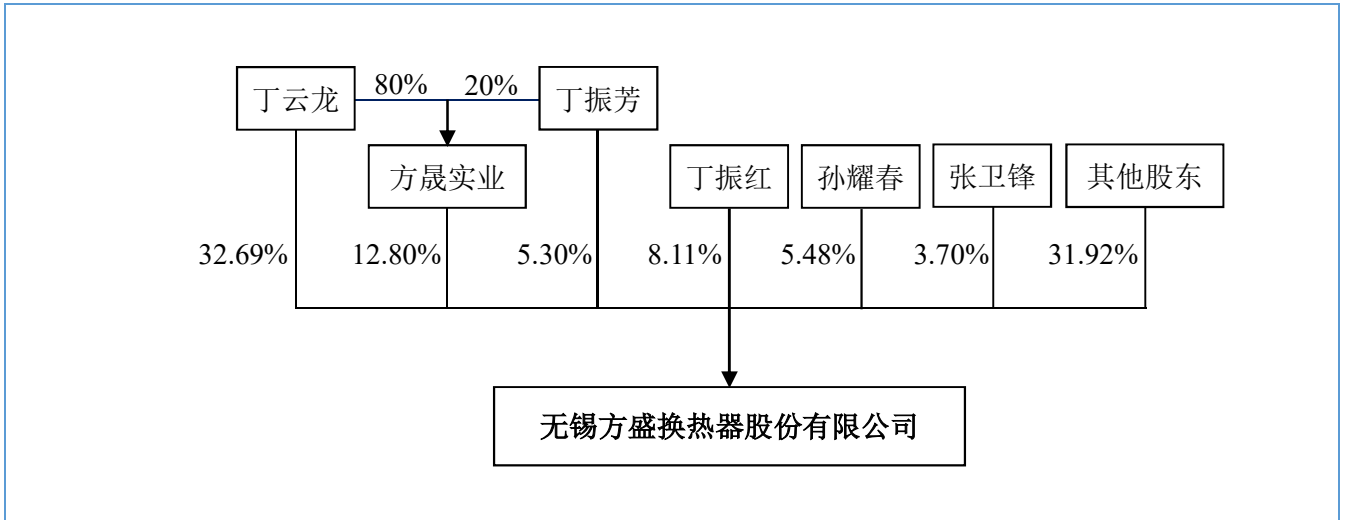 丁云龙
80%
20%
丁振芳
方晟实业
丁振红
孙耀春
张卫锋
其他股东
32.69%
12.80%
5.30%
8.11%
5.48%
3.70%
31.92%
无锡方盛换热器股份有限公司